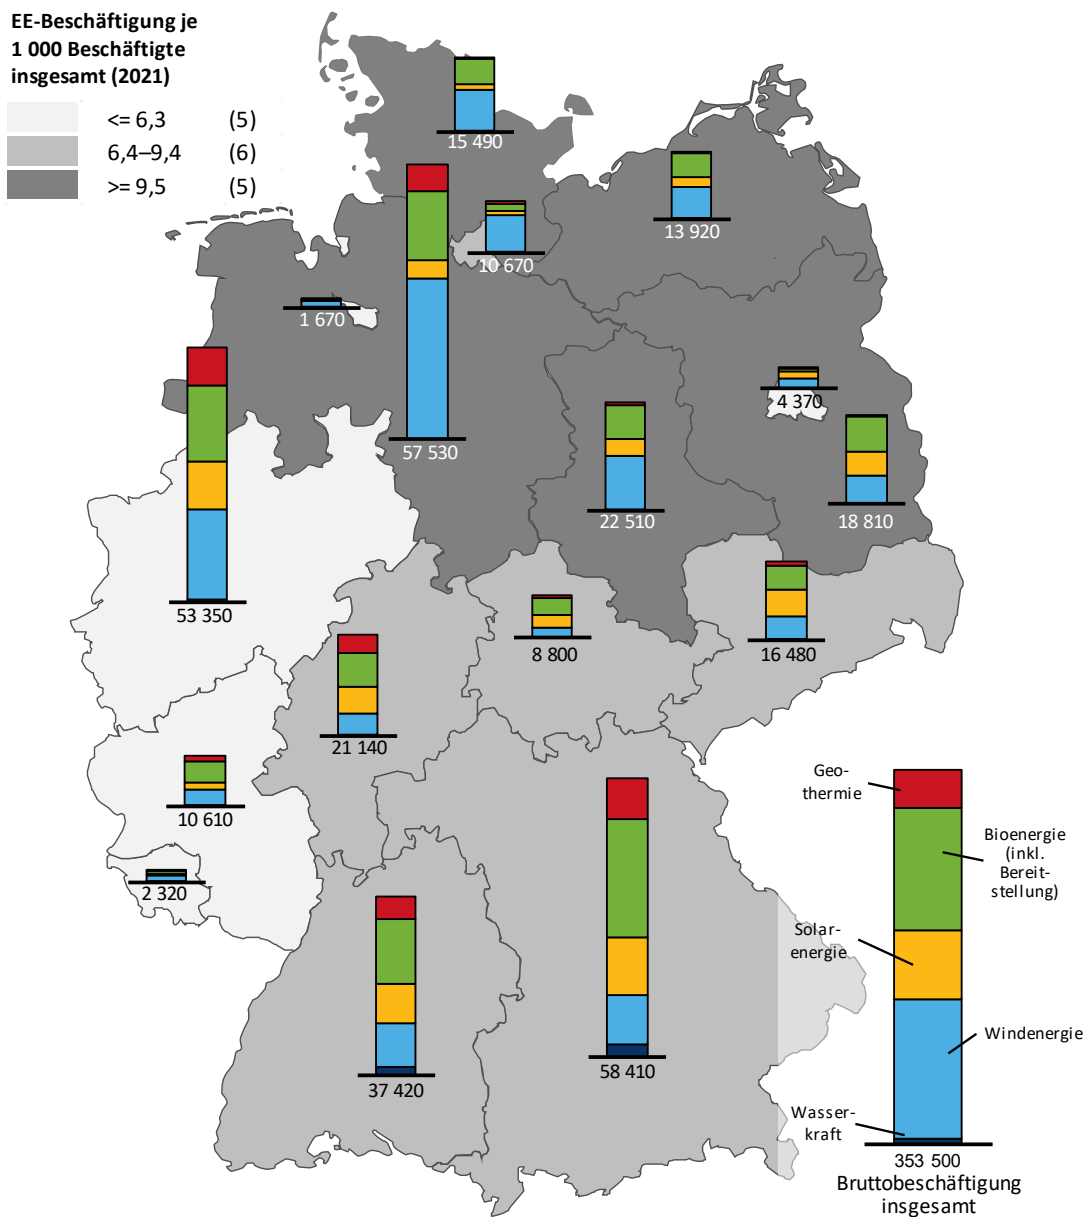 EE-Beschäftigung je
1 000 Beschäftigte
insgesamt (2021)
<= 6,3 (5)
6,4–9,4 (6)
>= 9,5 (5)
15 490
13 920
10 670
1 670
57 530
4 370
22 510
18 810
53 350
8 800
16 480
21 140
10 610
2 320
37 420
58 410
Geo-
thermie
Bioenergie
(inkl.
Bereit-
stellung)
Solar-
energie
Windenergie
Wasser-
kraft
353 500
Bruttobeschäftigung
insgesamt